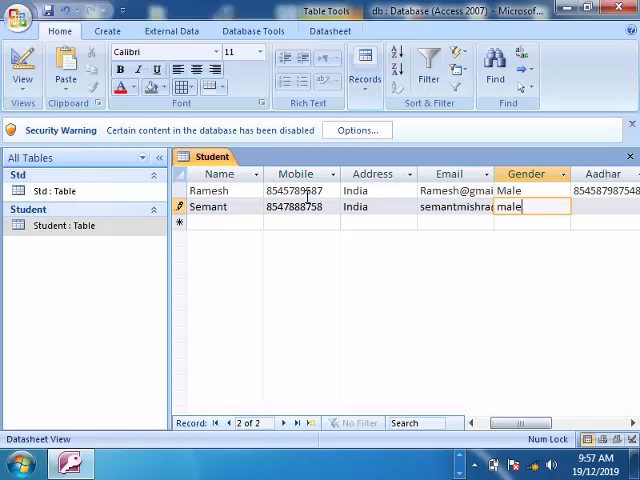 Table Tools
db : Database (Access 2007) - Microsof...
Home
Create
External Data
Database Tools
Datasheet
View
Views
Paste
Clipboard
Calibri
11
B I U
A
Font
Rich Text
Records
Filter
Sort & Filter
Find
Find
Security Warning
Certain content in the database has been disabled
Options...
All Tables
Std
Std : Table
Student
Student : Table
Student
Name Mobile Address Email Gender Aadhar
Ramesh 8545789587 India Ramesh@gmai Male 854587987548
Semant 8547888758 India semantmishra male
Record: 2 of 2 No Filter Search
Datasheet View
Num Lock
9:57 AM
19/12/2019